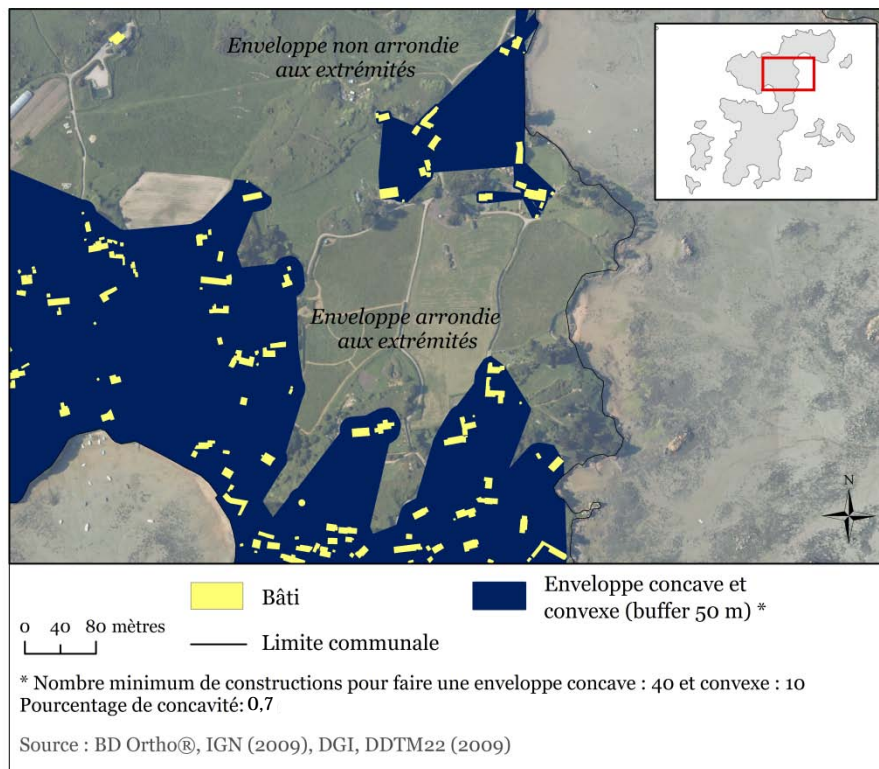 Enveloppe non arrondie
aux extrémités
Enveloppe arrondie
aux extrémités
N
Bâti
Enveloppe concave et
convexe (buffer 50 m) *
0 40 80 mètres
Limite communale
* Nombre minimum de constructions pour faire une enveloppe concave : 40 et convexe : 10
Pourcentage de concavité: 0,7
Source : BD Ortho®, IGN (2009), DGI, DDTM22 (2009)